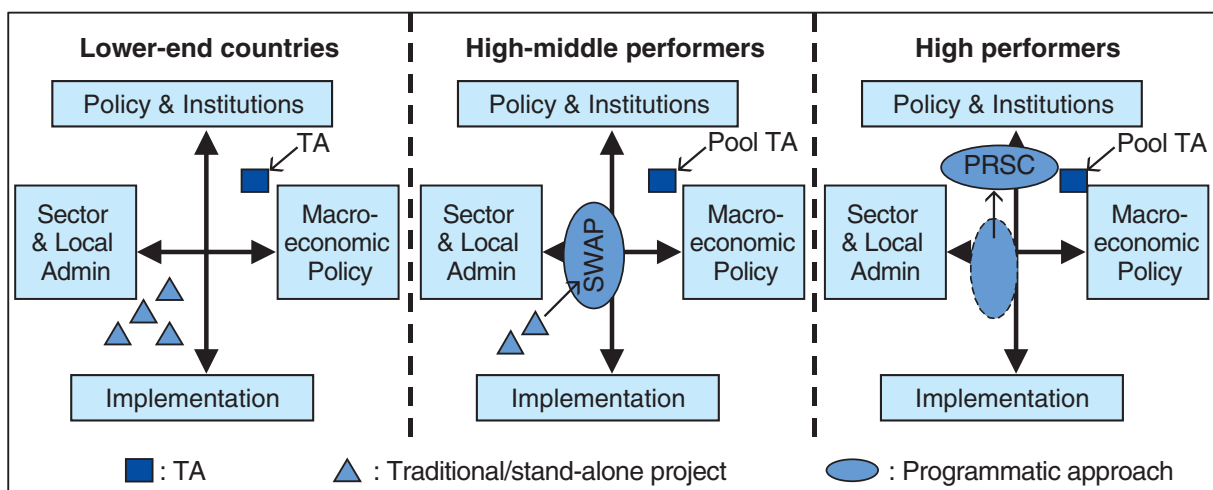 Lower-end countries
Policy & Institutions
TA
Sector
& Local
Admin
Macro-
economic
Policy
Implementation
High-middle performers
Policy & Institutions
Pool TA
Sector
& Local
Admin
SWAP
Macro-
economic
Policy
Implementation
High performers
Policy & Institutions
Pool TA
PRSC
Sector
& Local
Admin
Macro-
economic
Policy
Implementation
: TA
: Traditional/stand-alone project
: Programmatic approach